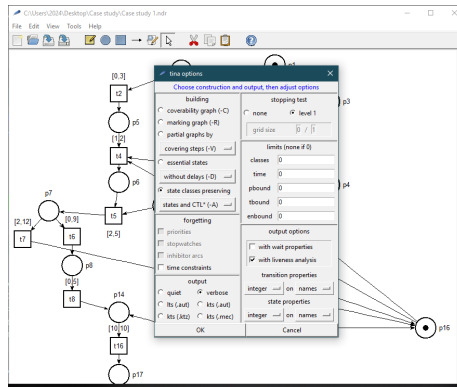 C:\Users\2024\Desktop\Case study\Case study 1.ndr
File Edit View Tools Help
[0,3]
t2
p5
[1,2]
t4
p6
p7
[2,12]
t7
[0,9]
t6
t5
[2,5]
p8
[0,5]
t8
p14
[10,10]
t16
p17
p1
p3
p4
p16
tina options
Choose construction and output, then adjust options
building
coverability graph (-C)
marking graph (-R)
partial graphs by
covering steps (-V)
essential states
without delays (-D)
state classes preserving
states and CTL* (-A)
forgetting
priorities
stopwatches
inhibitor arcs
time constraints
output
quiet verbose
lts (.aut) kts (.aut)
kts (.ktz) kts (.mec)
stopping test
none level 1
grid size 0 / 1
limits (none if 0)
classes 0
time 0
pbound 0
tbound 0
enbound 0
output options
with wait properties
with liveness analysis
transition properties
integer on names
state properties
integer on names
OK Cancel